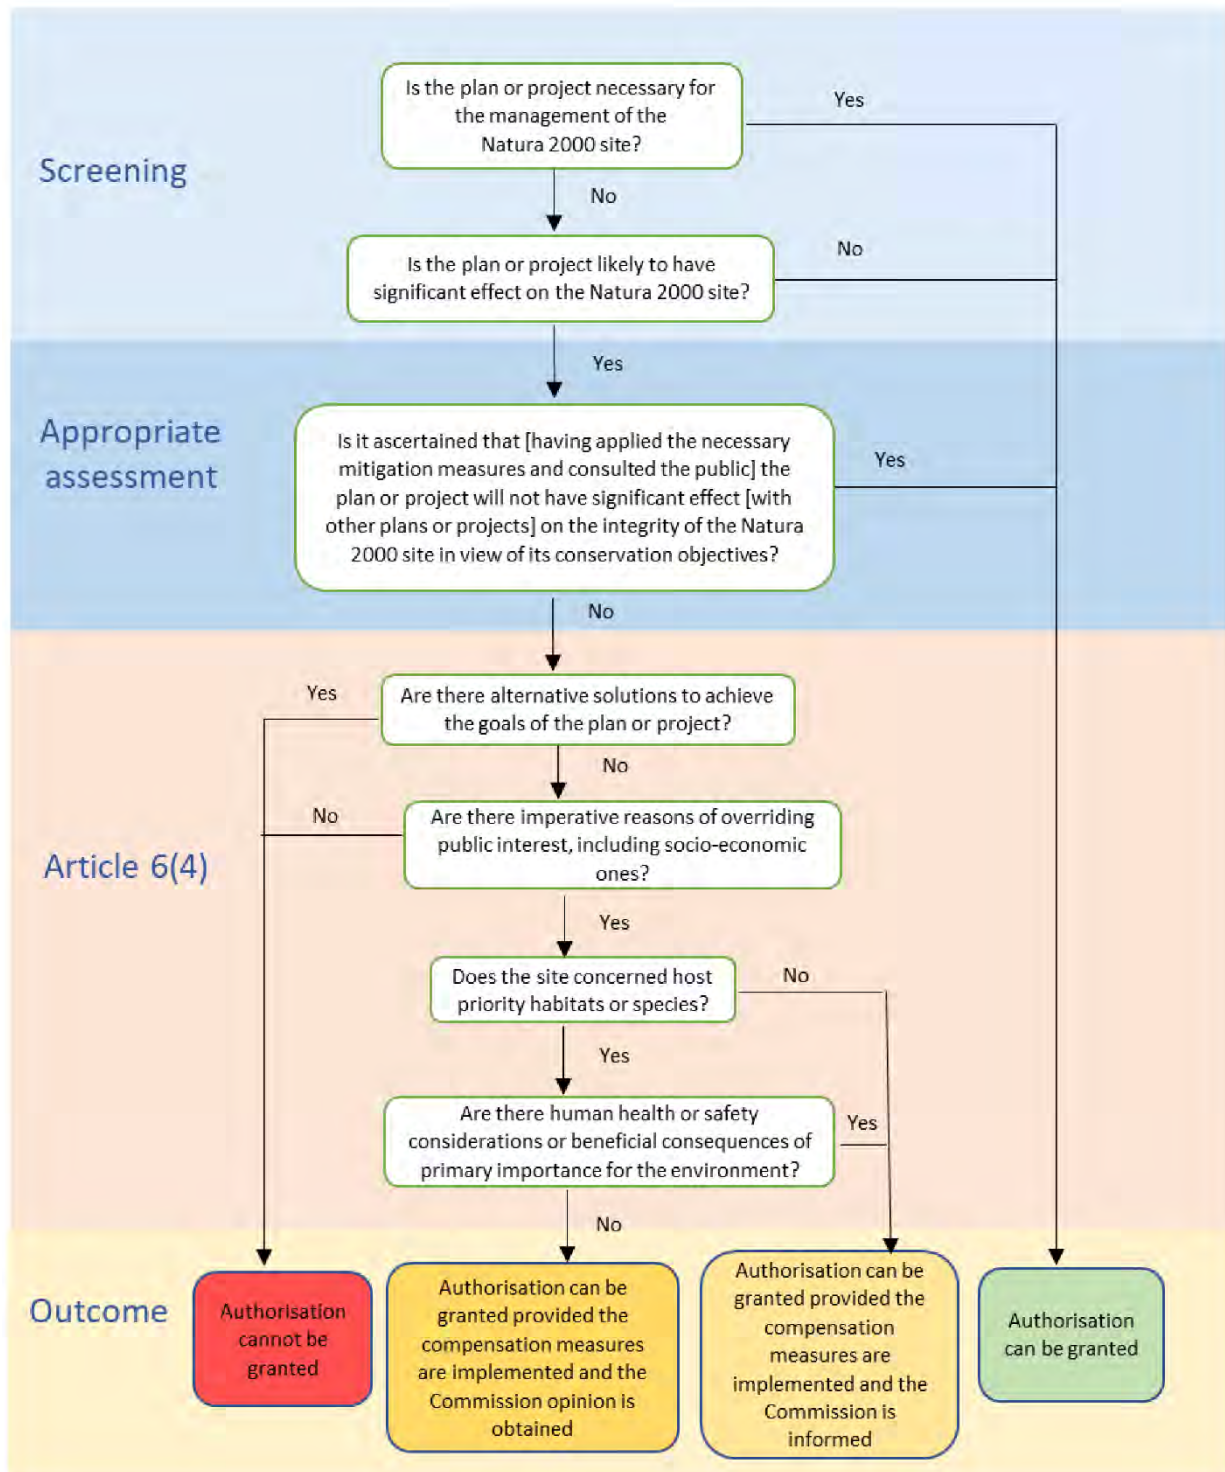 Screening
Is the plan or project necessary for
the management of the
Natura 2000 site?
Yes
No
Is the plan or project likely to have
significant effect on the Natura 2000 site?
No
Yes
Appropriate
assessment
Is it ascertained that [having applied the necessary
mitigation measures and consulted the public] the
plan or project will not have significant effect [with
other plans or projects] on the integrity of the Natura
2000 site in view of its conservation objectives?
Yes
No
Article 6(4)
Are there alternative solutions to achieve
the goals of the plan or project?
Yes
No
Are there imperative reasons of overriding
public interest, including socio-economic
ones?
No
Yes
Does the site concerned host
priority habitats or species?
No
Yes
Are there human health or safety
considerations or beneficial consequences of
primary importance for the environment?
Yes
No
Outcome
Authorisation
cannot be
granted
Authorisation can be
granted provided the
compensation measures
are implemented and the
Commission opinion is
obtained
Authorisation can be
granted provided the
compensation
measures are
implemented and the
Commission is
informed
Authorisation
can be granted